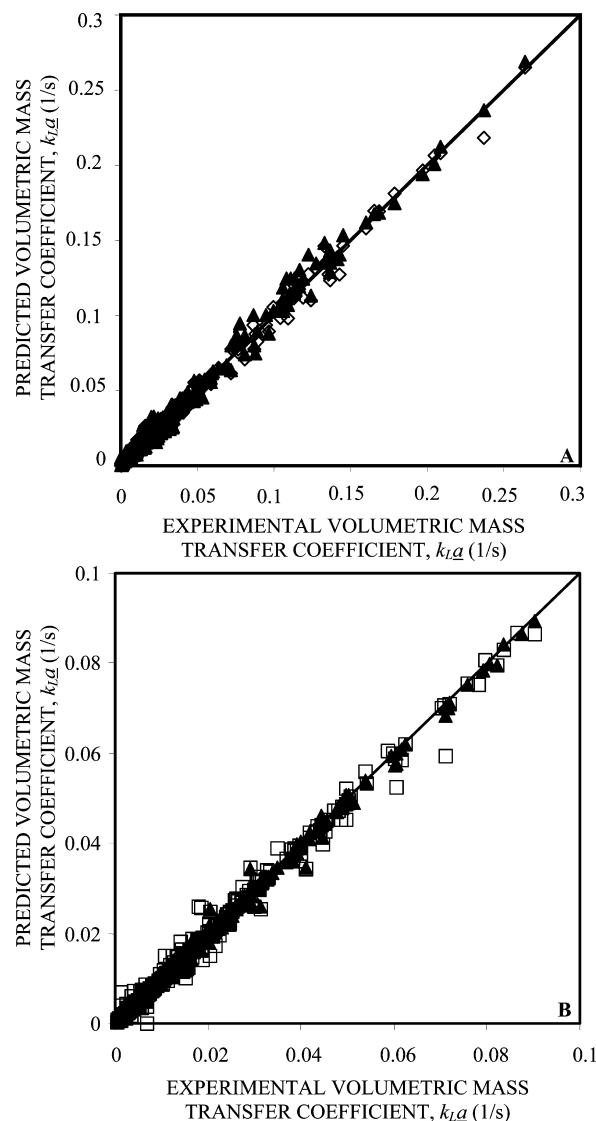 PREDICTED VOLUMETRIC MASS
TRANSFER COEFFICIENT, kLa (1/s)
0.3
0.25
0.2
0.15
0.1
0.05
0
A
0 0.05 0.1 0.15 0.2 0.25 0.3
EXPERIMENTAL VOLUMETRIC MASS
TRANSFER COEFFICIENT, kLa (1/s)
PREDICTED VOLUMETRIC MASS
TRANSFER COEFFICIENT, kLa (1/s)
0.1
0.08
0.06
0.04
0.02
0
B
0 0.02 0.04 0.06 0.08 0.1
EXPERIMENTAL VOLUMETRIC MASS
TRANSFER COEFFICIENT, kLa (1/s)